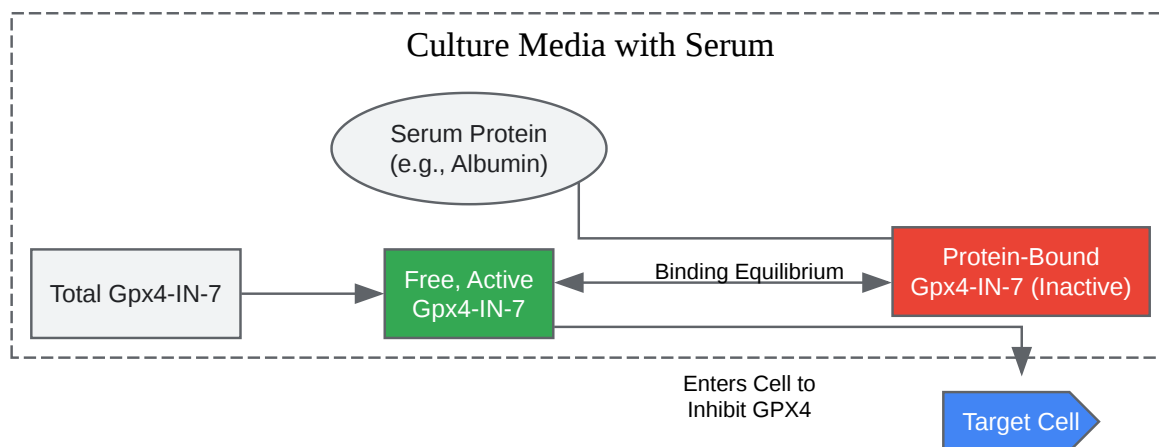 Culture Media with Serum
Serum Protein
(e.g., Albumin)
Total Gpx4-IN-7
Free, Active
Gpx4-IN-7
Binding Equilibrium
Protein-Bound
Gpx4-IN-7 (Inactive)
Enters Cell to
Inhibit GPX4
Target Cell